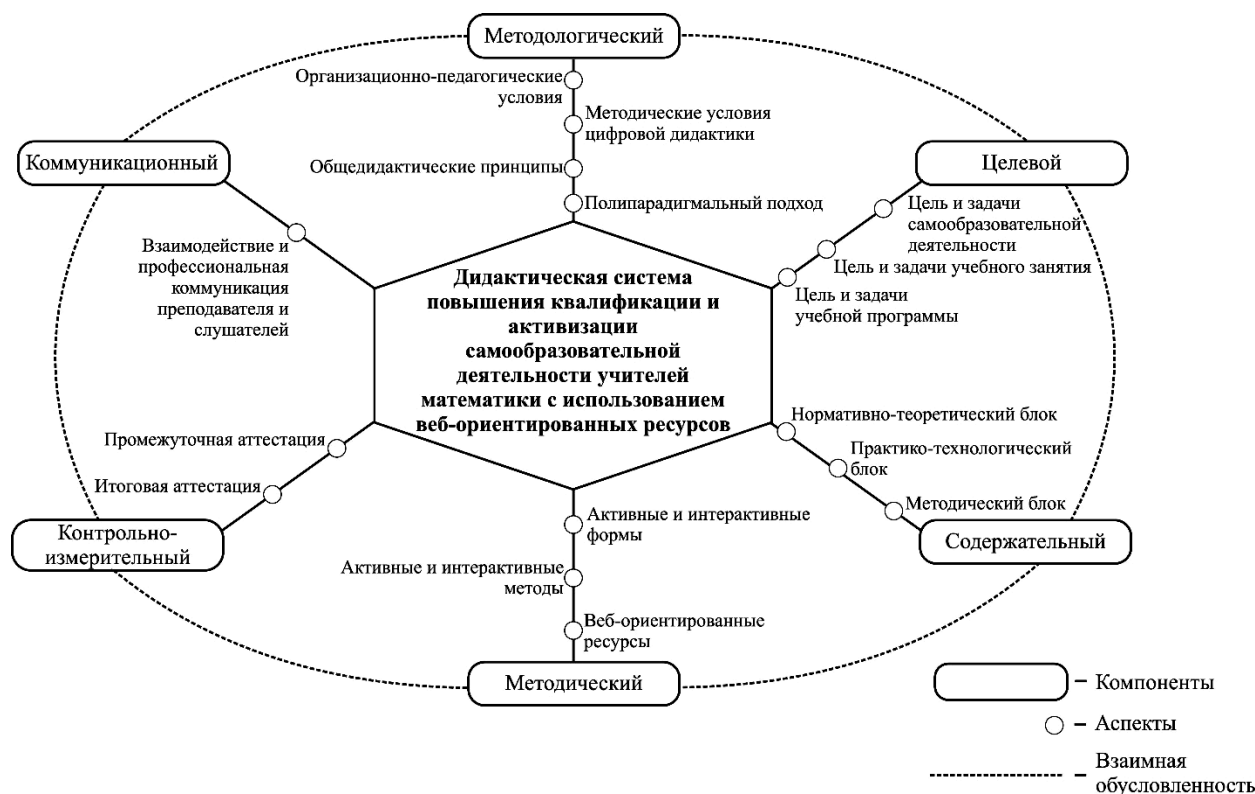 Методологический
Организационно-педагогические
условия
Методические условия
цифровой дидактики
Общедидактические принципы
Полипарадигмальный подход
Коммуникационный
Взаимодействие и
профессиональная
коммуникация
преподавателя и
слушателей
Целевой
Цель и задачи
самообразовательной
деятельности
Цель и задачи учебного занятия
Цель и задачи
учебной программы
Дидактическая система
повышения квалификации и
активизации
самообразовательной
деятельности учителей
математики с использованием
веб-ориентированных ресурсов
Промежуточная аттестация
Итоговая аттестация
Контрольно-
измерительный
Нормативно-теоретический блок
Практико-технологический
блок
Методический блок
Содержательный
Активные и интерактивные
формы
Активные и интерактивные
методы
Веб-ориентированные
ресурсы
Методический
– Компоненты
– Аспекты
– Взаимная
обусловленность